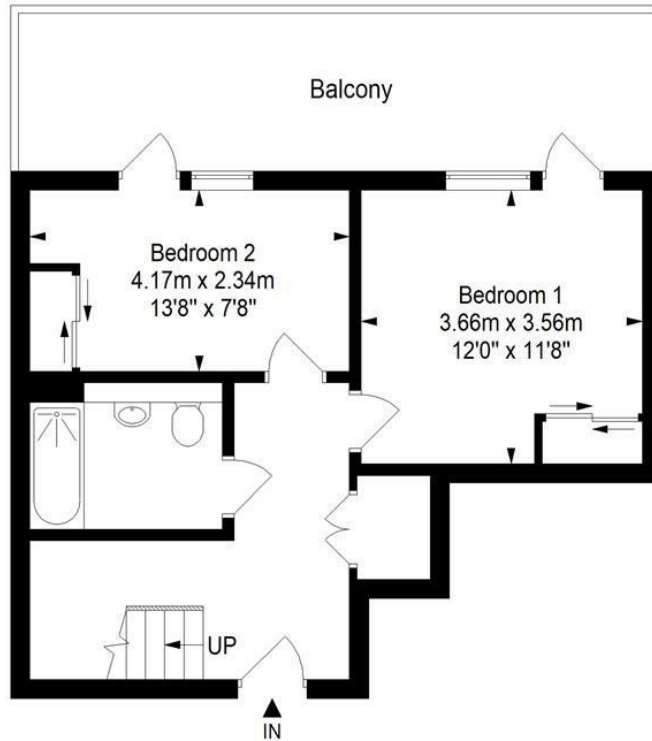 Balcony
Bedroom 2
4.17m x 2.34m
13'8" x 7'8"
Bedroom 1
3.66m x 3.56m
12'0" x 11'8"
UP
IN